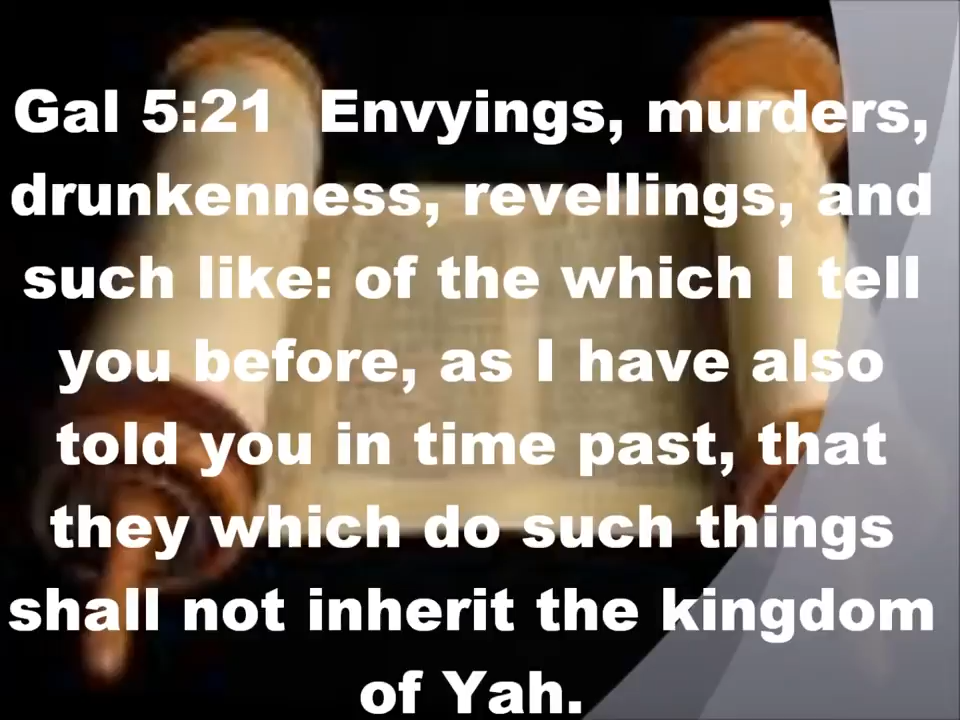 Gal 5:21  Envyings, murders,
drunkenness, revellings, and
such like: of the which I tell
you before, as I have also
told you in time past, that
they which do such things
shall not inherit the kingdom
of Yah.